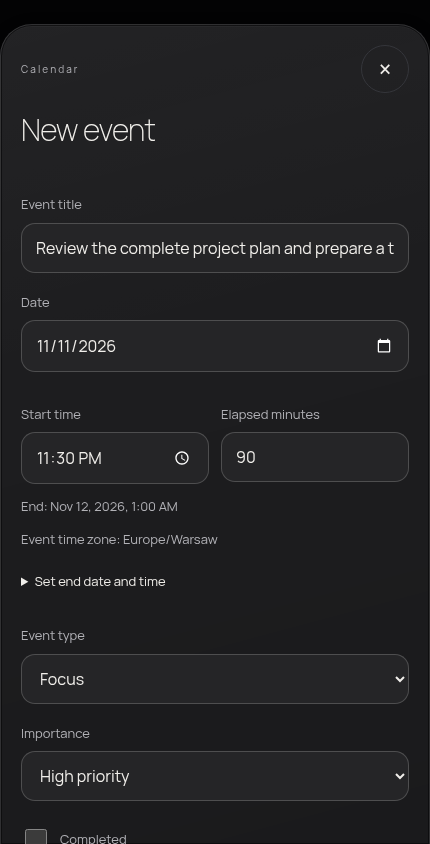 Calendar
New event
Event title
Review the complete project plan and prepare a t
Date
11/11/2026
Start time
Elapsed minutes
11:30 PM
90
End: Nov 12, 2026, 1:00 AM
Event time zone: Europe/Warsaw
Set end date and time
Event type
Focus
Importance
High priority
Completed